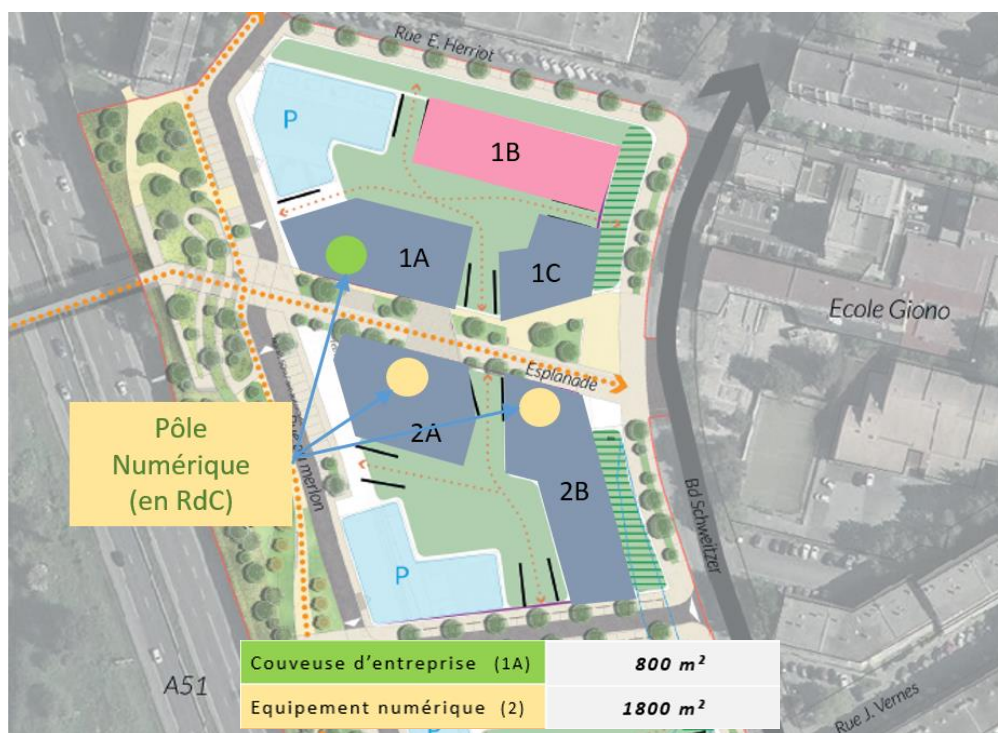 Rue E. Herriot
P
1B
1A
1C
Ecole Giono
Esplanade
Pôle
Numérique
(en RdC)
2A
merlon
2B
Bd Schweitzer
P
A51
Couveuse d'entreprise (1A) 800 m²
Equipement numérique (2) 1800 m²
Rue J. Vernes
P